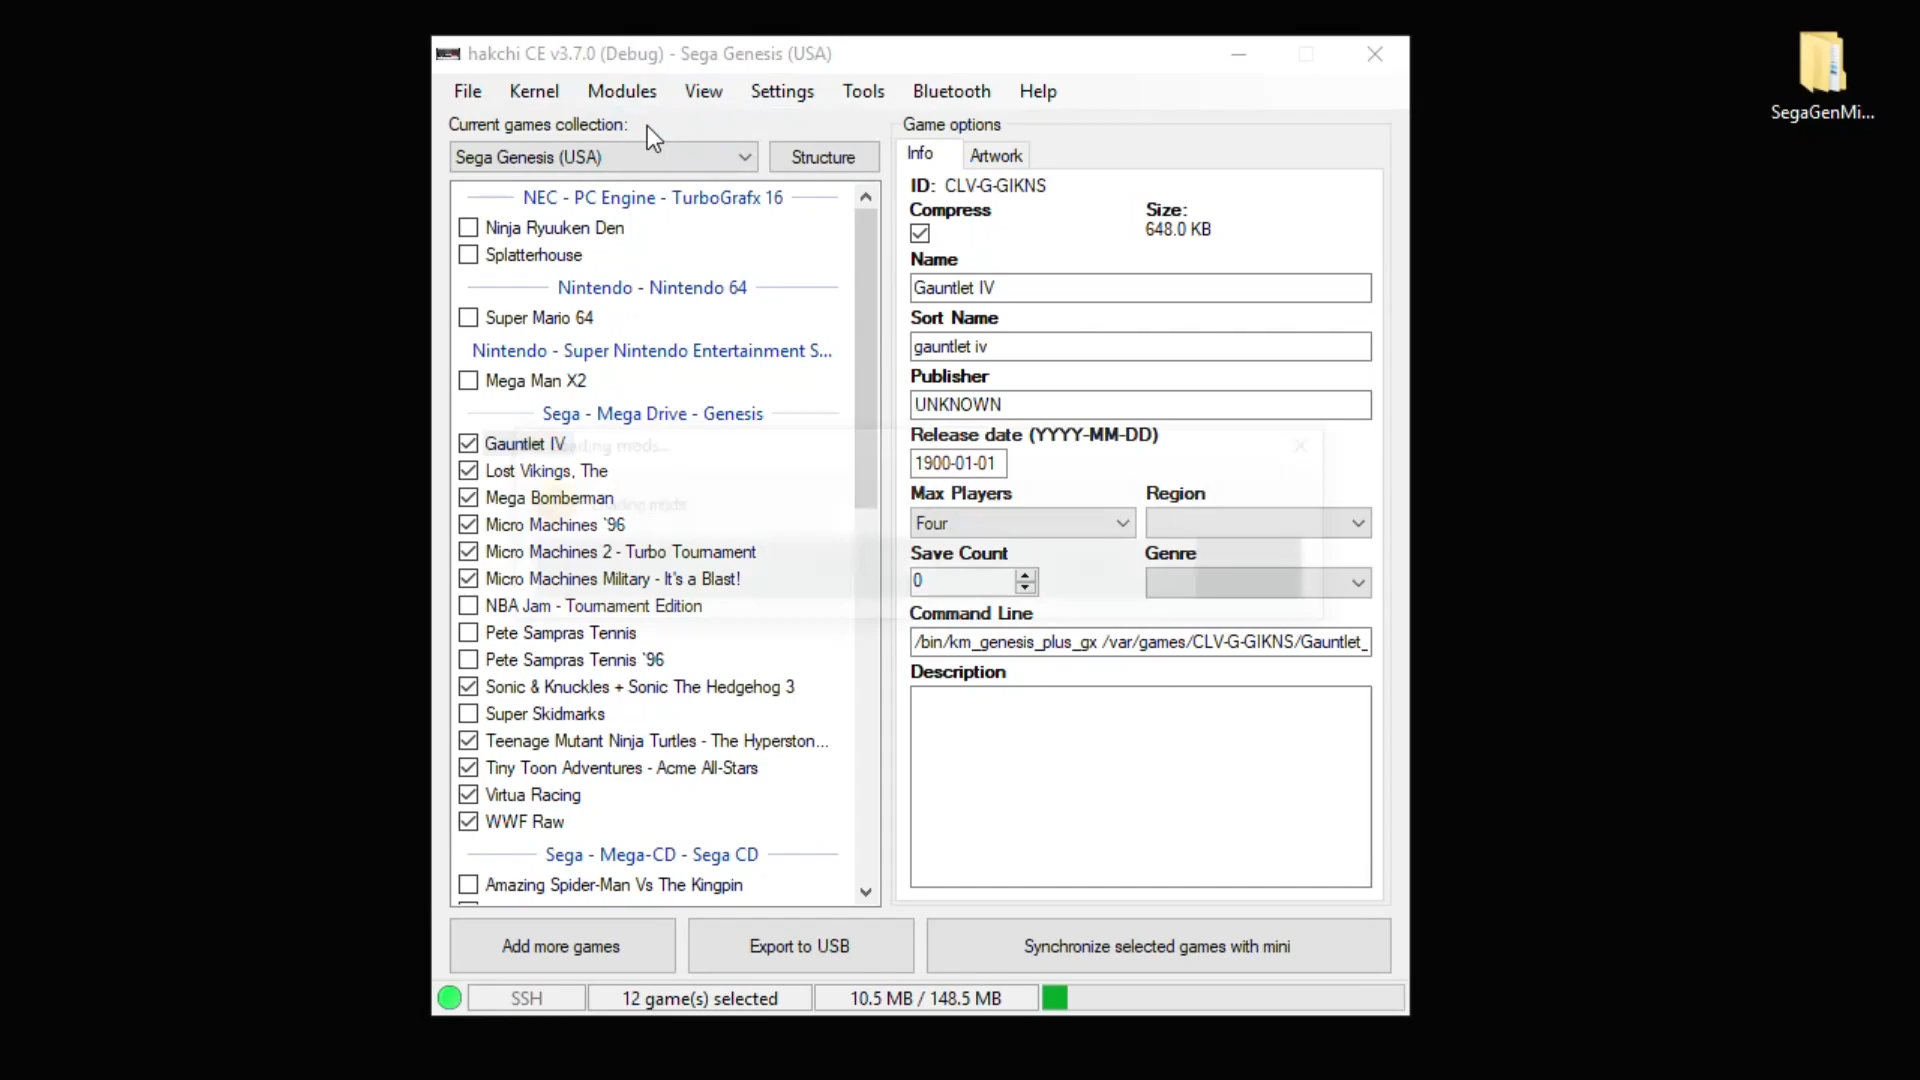 hakchi CE v3.7.0 (Debug) - Sega Genesis (USA)
File Kernel Modules View Settings Tools Bluetooth Help
Current games collection:
Sega Genesis (USA)
Structure
NEC - PC Engine - TurboGrafx 16
Ninja Ryuuken Den
Splatterhouse
Nintendo - Nintendo 64
Super Mario 64
Nintendo - Super Nintendo Entertainment S...
Mega Man X2
Sega - Mega Drive - Genesis
Gauntlet IV
Loading mods...
Lost Vikings, The
Mega Bomberman
Loading mods
Micro Machines `96
Micro Machines 2 - Turbo Tournament
Micro Machines Military - It's a Blast!
NBA Jam - Tournament Edition
Pete Sampras Tennis
Pete Sampras Tennis `96
Sonic & Knuckles + Sonic The Hedgehog 3
Super Skidmarks
Teenage Mutant Ninja Turtles - The Hyperston...
Tiny Toon Adventures - Acme All-Stars
Virtua Racing
WWF Raw
Sega - Mega-CD - Sega CD
Amazing Spider-Man Vs The Kingpin
Game options
Info
Artwork
ID: CLV-G-GIKNS
Compress
Size:
648.0 KB
Name
Gauntlet IV
Sort Name
gauntlet iv
Publisher
UNKNOWN
Release date (YYYY-MM-DD)
1900-01-01
Max Players
Region
Four
Save Count
Genre
0
Command Line
/bin/km_genesis_plus_gx /var/games/CLV-G-GIKNS/Gauntlet_
Description
Add more games
Export to USB
Synchronize selected games with mini
SSH
12 game(s) selected
10.5 MB / 148.5 MB
SegaGenMi...